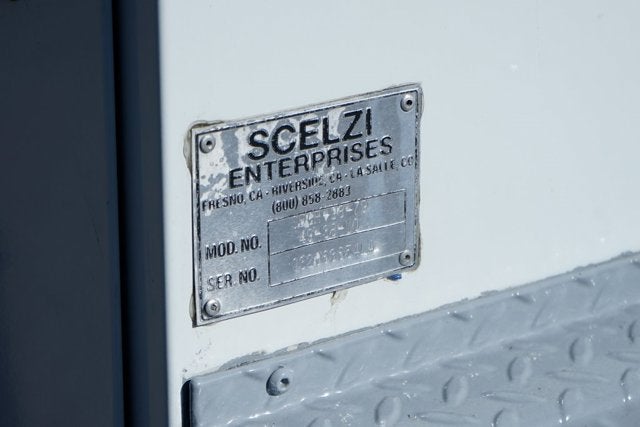 SCELZI
ENTERPRISES
FRESNO, CA - RIVERSIDE, CA - LA SALLE, CO
(800) 858-2883
MOD. NO.
SER. NO.